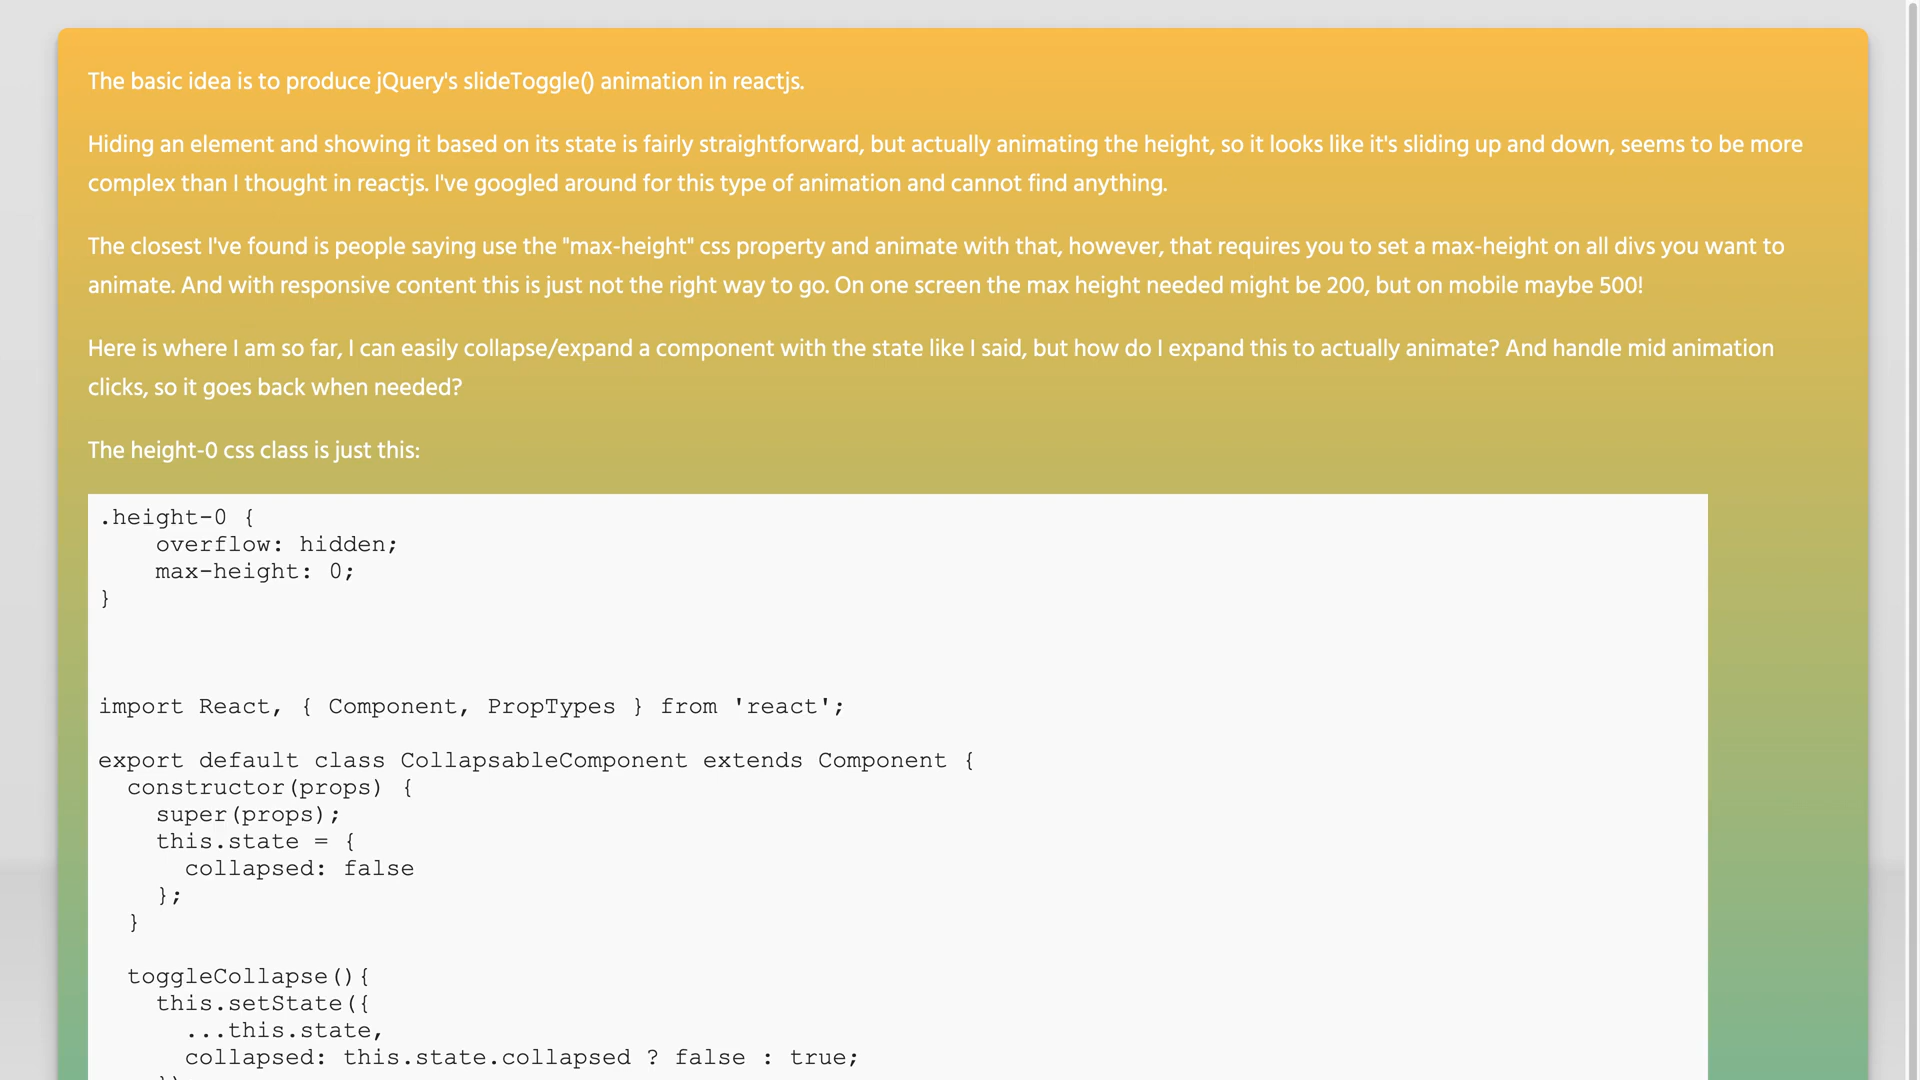 The basic idea is to produce jQuery's slideToggle() animation in reactjs.
Hiding an element and showing it based on its state is fairly straightforward, but actually animating the height, so it looks like it's sliding up and down, seems to be more
complex than I thought in reactjs. I've googled around for this type of animation and cannot find anything.
The closest I've found is people saying use the "max-height" css property and animate with that, however, that requires you to set a max-height on all divs you want to
animate. And with responsive content this is just not the right way to go. On one screen the max height needed might be 200, but on mobile maybe 500!
Here is where I am so far, I can easily collapse/expand a component with the state like I said, but how do I expand this to actually animate? And handle mid animation
clicks, so it goes back when needed?
The height-0 css class is just this:
.height-0 {
    overflow: hidden;
    max-height: 0;
}
import React, { Component, PropTypes } from 'react';
export default class CollapsableComponent extends Component {
  constructor(props) {
    super(props);
    this.state = {
      collapsed: false
    };
  }
  toggleCollapse(){
    this.setState({
      ...this.state,
      collapsed: this.state.collapsed ? false : true;